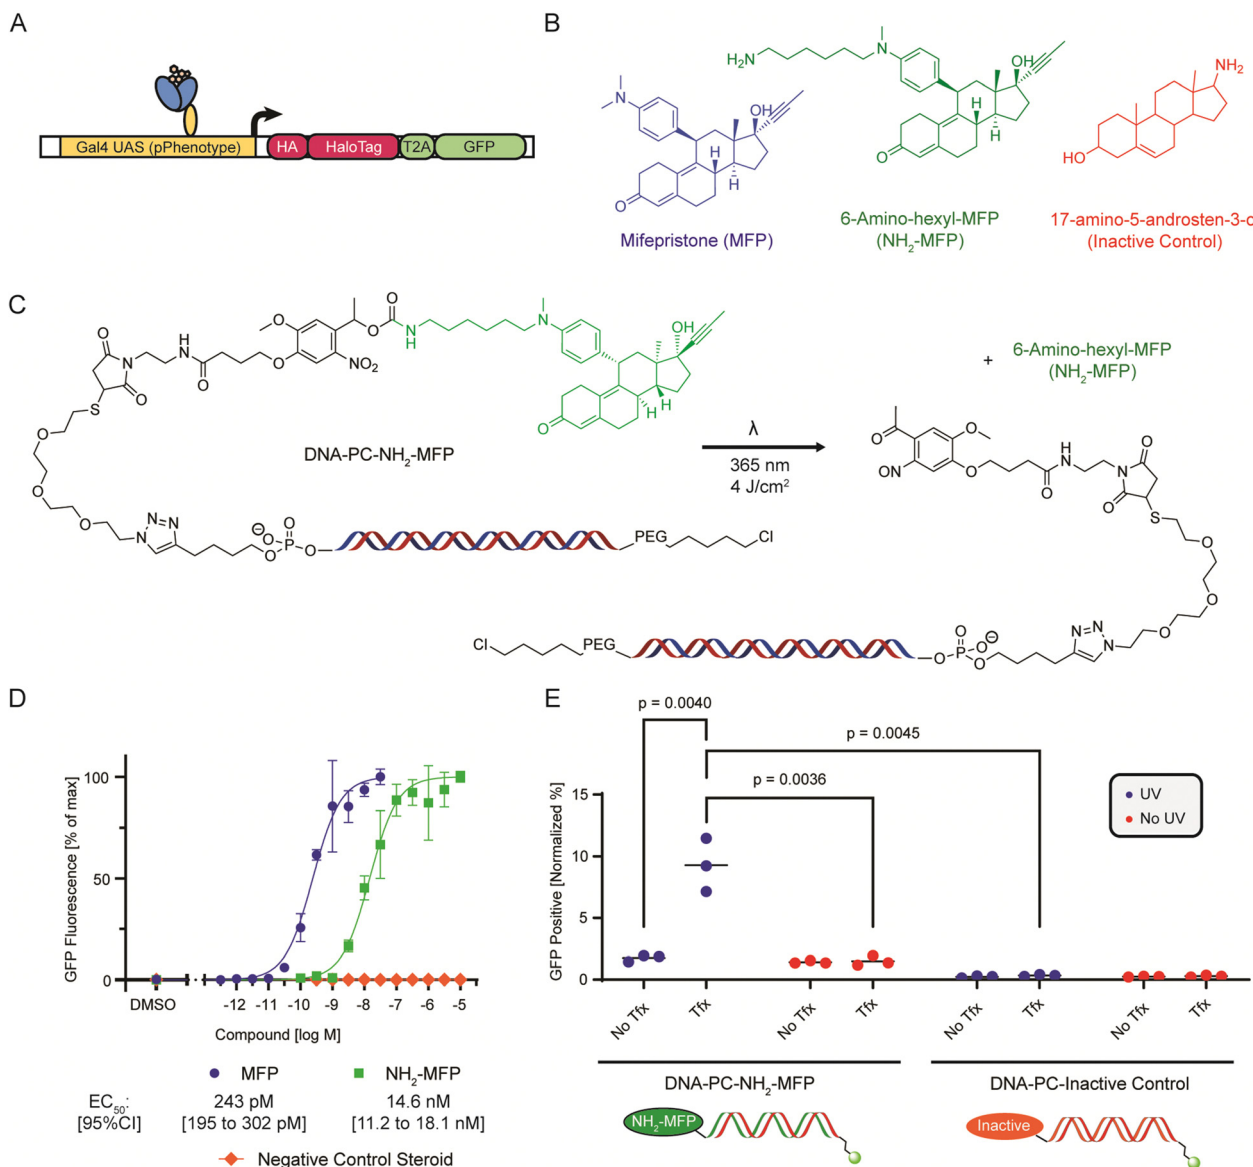 A
Gal4 UAS (pPhenotype)
HA
HaloTag
T2A
GFP
B
N
N
OH
H
H
O
Mifepristone (MFP)
H2N
OH
H
H
O
6-Amino-hexyl-MFP
(NH2-MFP)
NH2
HO
17-amino-5-androsten-3-o
(Inactive Control)
C
O
N
O
S
H
N
O
O
O
NO2
O
O
N
H
N
OH
H
H
O
DNA-PC-NH2-MFP
O
O
O
O
N
N
N
O
P
O
⊖O
O
PEG
Cl
λ
365 nm
4 J/cm2
+
6-Amino-hexyl-MFP
(NH2-MFP)
O
O
ON
O
O
H
N
N
O
O
S
O
O
O
O
N
N
N
Cl
PEG
O
O
P
O⊖
O
D
GFP Fluorescence [% of max]
100
50
0
DMSO
-12
-11
-10
-9
-8
-7
-6
-5
Compound [log M]
MFP
NH2-MFP
EC50:
243 pM
14.6 nM
[95%CI]
[195 to 302 pM]
[11.2 to 18.1 nM]
Negative Control Steroid
E
p = 0.0040
p = 0.0045
p = 0.0036
UV
No UV
GFP Positive [Normalized %]
15
10
5
0
No Tfx
Tfx
No Tfx
Tfx
No Tfx
Tfx
No Tfx
Tfx
DNA-PC-NH2-MFP
DNA-PC-Inactive Control
NH2-MFP
Inactive